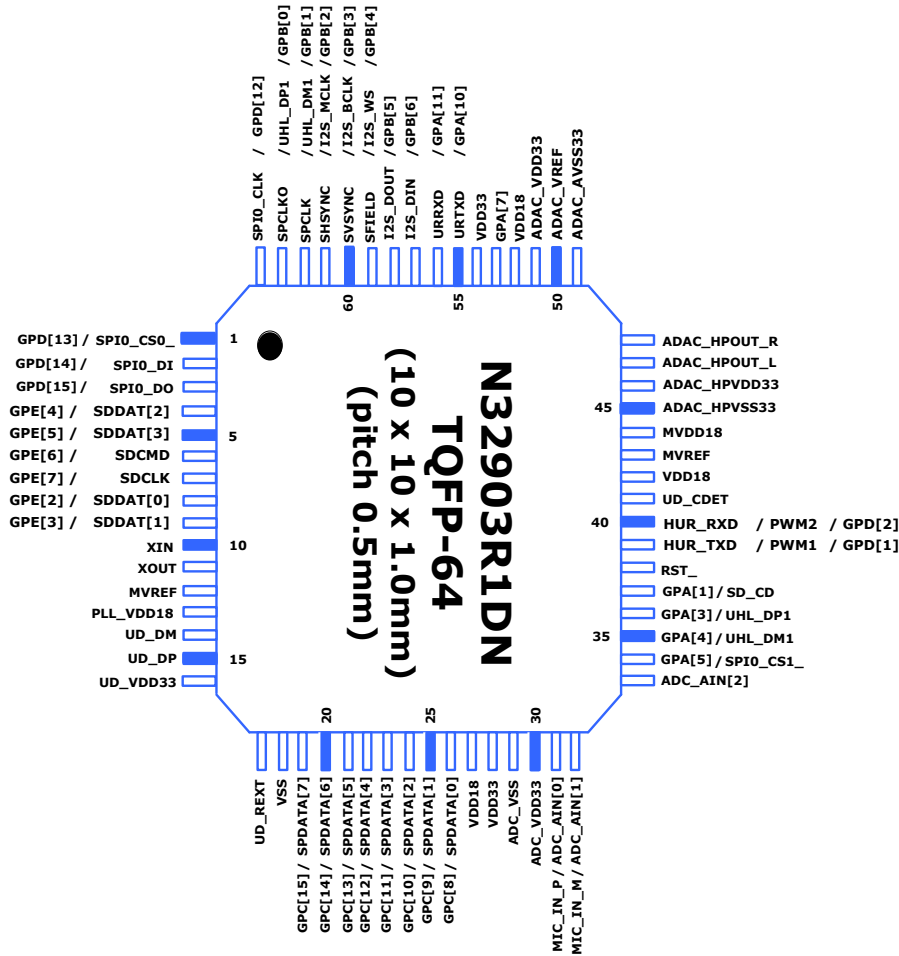 SPI0_CLK / GPD[12]
SPCLKO /UHL_DP1 /GPB[0]
SPCLK /UHL_DM1 /GPB[1]
SHSYNC /I2S_MCLK /GPB[2]
SVSYNC /I2S_BCLK /GPB[3]
SFIELD /I2S_WS /GPB[4]
I2S_DOUT /GPB[5]
I2S_DIN /GPB[6]
URRXD /GPA[11]
URTXD /GPA[10]
VDD33
GPA[7]
VDD18
ADAC_VDD33
ADAC_VREF
ADAC_AVSS33
60
55
50
GPD[13] / SPI0_CS0_
GPD[14] / SPI0_DI
GPD[15] / SPI0_DO
GPE[4] / SDDAT[2]
GPE[5] / SDDAT[3]
GPE[6] / SDCMD
GPE[7] / SDCLK
GPE[2] / SDDAT[0]
GPE[3] / SDDAT[1]
XIN
XOUT
MVREF
PLL_VDD18
UD_DM
UD_DP
UD_VDD33
1
5
10
15
N32903R1DN
TQFP-64
(10 x 10 x 1.0mm)
(pitch 0.5mm)
45
40
35
ADAC_HPOUT_R
ADAC_HPOUT_L
ADAC_HPVDD33
ADAC_HPVSS33
MVDD18
MVREF
VDD18
UD_CDET
HUR_RXD / PWM2 / GPD[2]
HUR_TXD / PWM1 / GPD[1]
RST_
GPA[1] / SD_CD
GPA[3] / UHL_DP1
GPA[4] / UHL_DM1
GPA[5] / SPI0_CS1_
ADC_AIN[2]
20
25
30
UD_REXT
VSS
GPC[15] / SPDATA[7]
GPC[14] / SPDATA[6]
GPC[13] / SPDATA[5]
GPC[12] / SPDATA[4]
GPC[11] / SPDATA[3]
GPC[10] / SPDATA[2]
GPC[9] / SPDATA[1]
GPC[8] / SPDATA[0]
VDD18
VDD33
ADC_VSS
ADC_VDD33
MIC_IN_P / ADC_AIN[0]
MIC_IN_M / ADC_AIN[1]